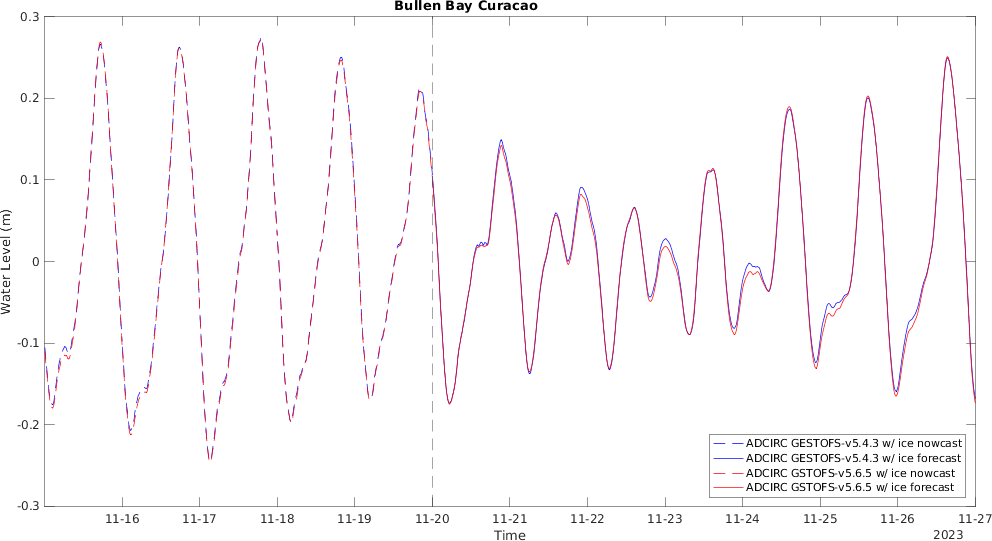 Bullen Bay Curacao
0.3
0.2
0.1
0
-0.1
-0.2
-0.3
Water Level (m)
ADCIRC GESTOFS-v5.4.3 w/ ice nowcast
ADCIRC GESTOFS-v5.4.3 w/ ice forecast
ADCIRC GSTOFS-v5.6.5 w/ ice nowcast
ADCIRC GSTOFS-v5.6.5 w/ ice forecast
11-16 11-17 11-18 11-19 11-20 11-21 11-22 11-23 11-24 11-25 11-26 11-27
Time
2023